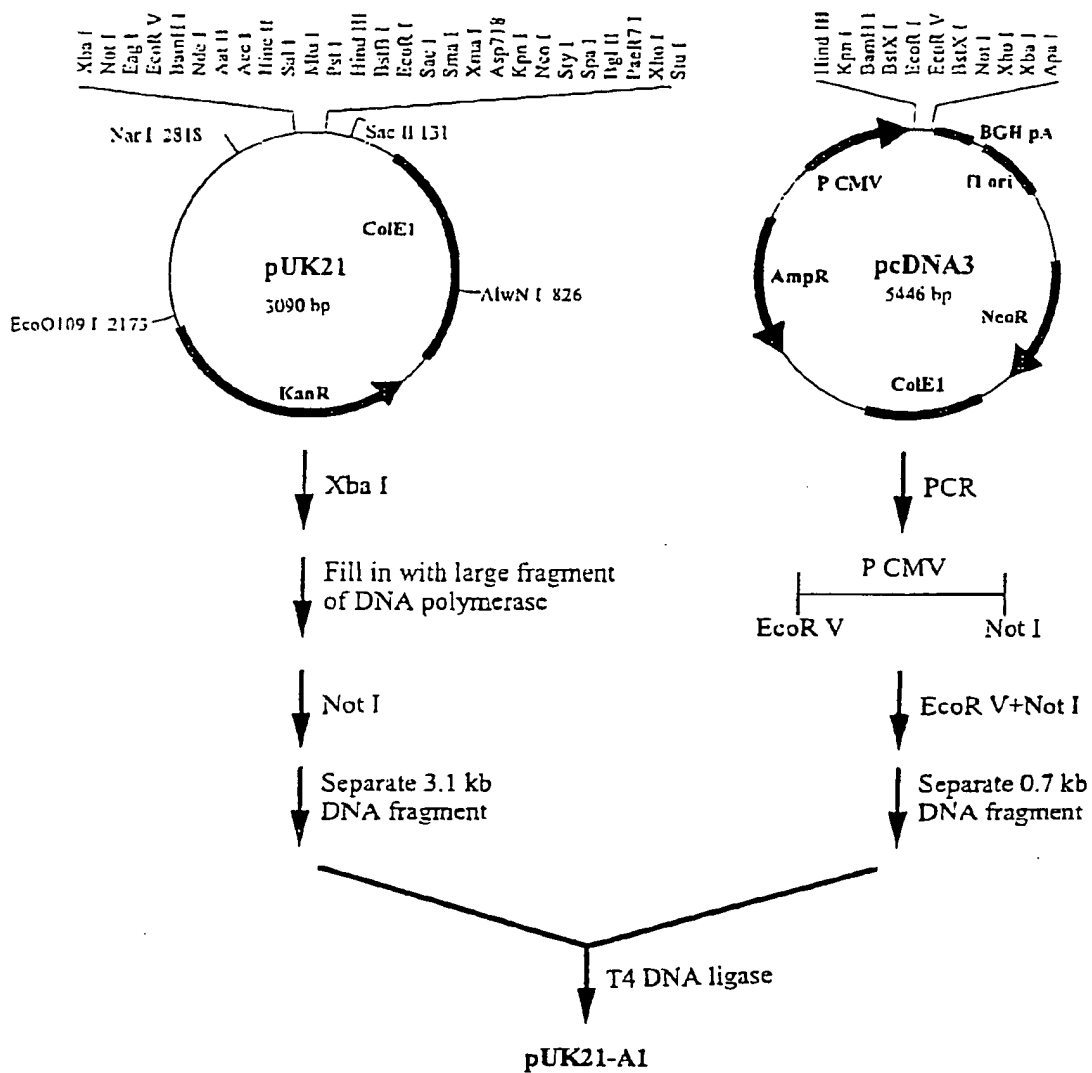 Xba I
Not I
Eag I
EcoR V
BamH I
Nde I
Aat II
Acc I
Hinc II
Sal I
Mlu I
Pst I
Hind III
BstB I
EcoR I
Sac I
Sma I
Xma I
Asp718
Kpn I
Nco I
Sty I
Spa I
Bgl II
PaeR7 I
Xho I
Stu I
Hind III
Kpn I
BamH I
BstX I
EcoR I
EcoR V
BstX I
Not I
Xho I
Xba I
Apa I
Nar I 2818
Sac II 131
ColE1
pUK21
3090 bp
AlwN I 826
EcoO109 I 2173
KanR
BGH pA
P CMV
f1 ori
AmpR
pcDNA3
5446 bp
NeoR
ColE1
Xba I
PCR
Fill in with large fragment
of DNA polymerase
P CMV
EcoR V
Not I
Not I
EcoR V+Not I
Separate 3.1 kb
DNA fragment
Separate 0.7 kb
DNA fragment
T4 DNA ligase
pUK21-A1